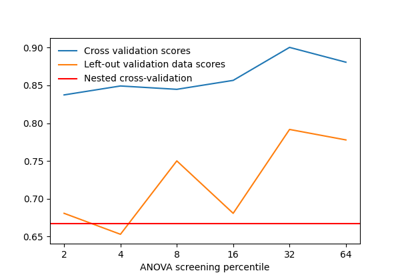 0.90
0.85
0.80
0.75
0.70
0.65
Cross validation scores
Left-out validation data scores
Nested cross-validation
2 4 8 16 32 64
ANOVA screening percentile